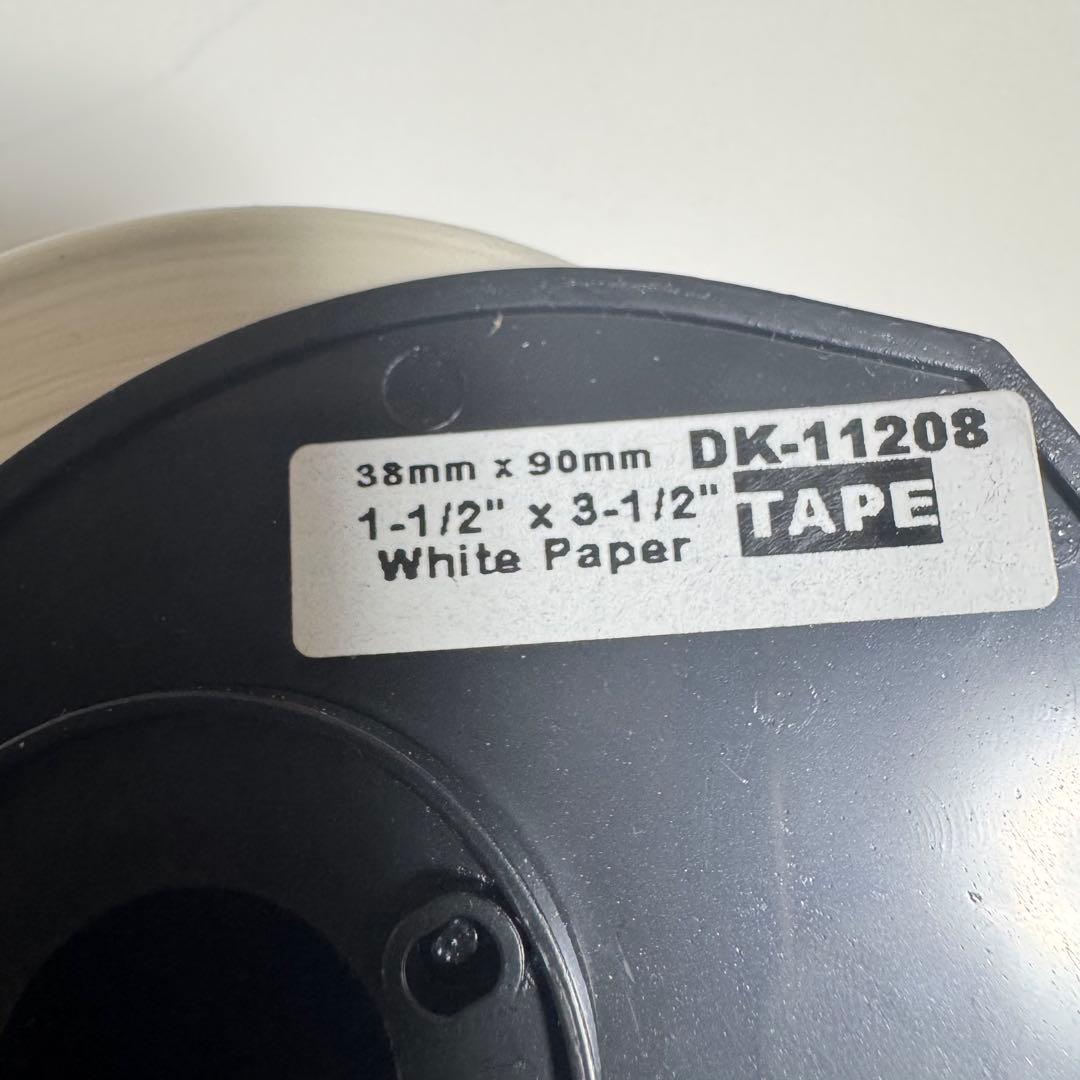 38mm x 90mm DK-11208
1-1/2" x 3-1/2" TAPE
White Paper